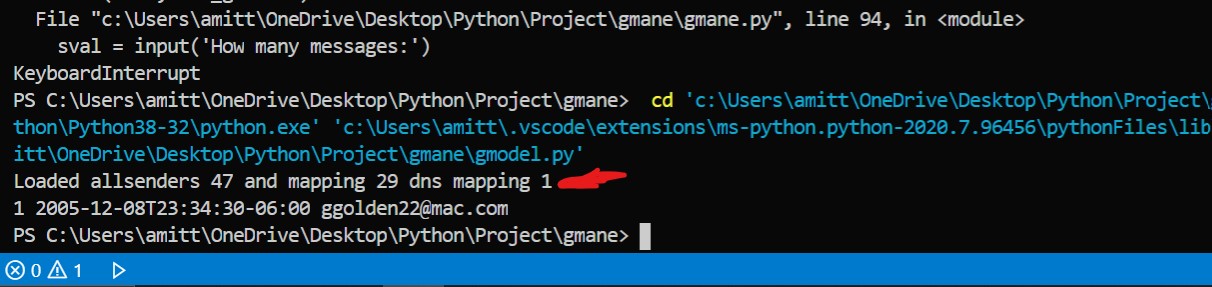 File "c:\Users\amitt\OneDrive\Desktop\Python\Project\gmane\gmane.py", line 94, in <module>
sval = input('How many messages:')
KeyboardInterrupt
PS C:\Users\amitt\OneDrive\Desktop\Python\Project\gmane> cd 'c:\Users\amitt\OneDrive\Desktop\Python\Project\
thon\Python38-32\python.exe' 'c:\Users\amitt\.vscode\extensions\ms-python.python-2020.7.96456\pythonFiles\lib
itt\OneDrive\Desktop\Python\Project\gmane\gmodel.py'
Loaded allsenders 47 and mapping 29 dns mapping 1
1 2005-12-08T23:34:30-06:00 ggolden22@mac.com
PS C:\Users\amitt\OneDrive\Desktop\Python\Project\gmane>
0 1